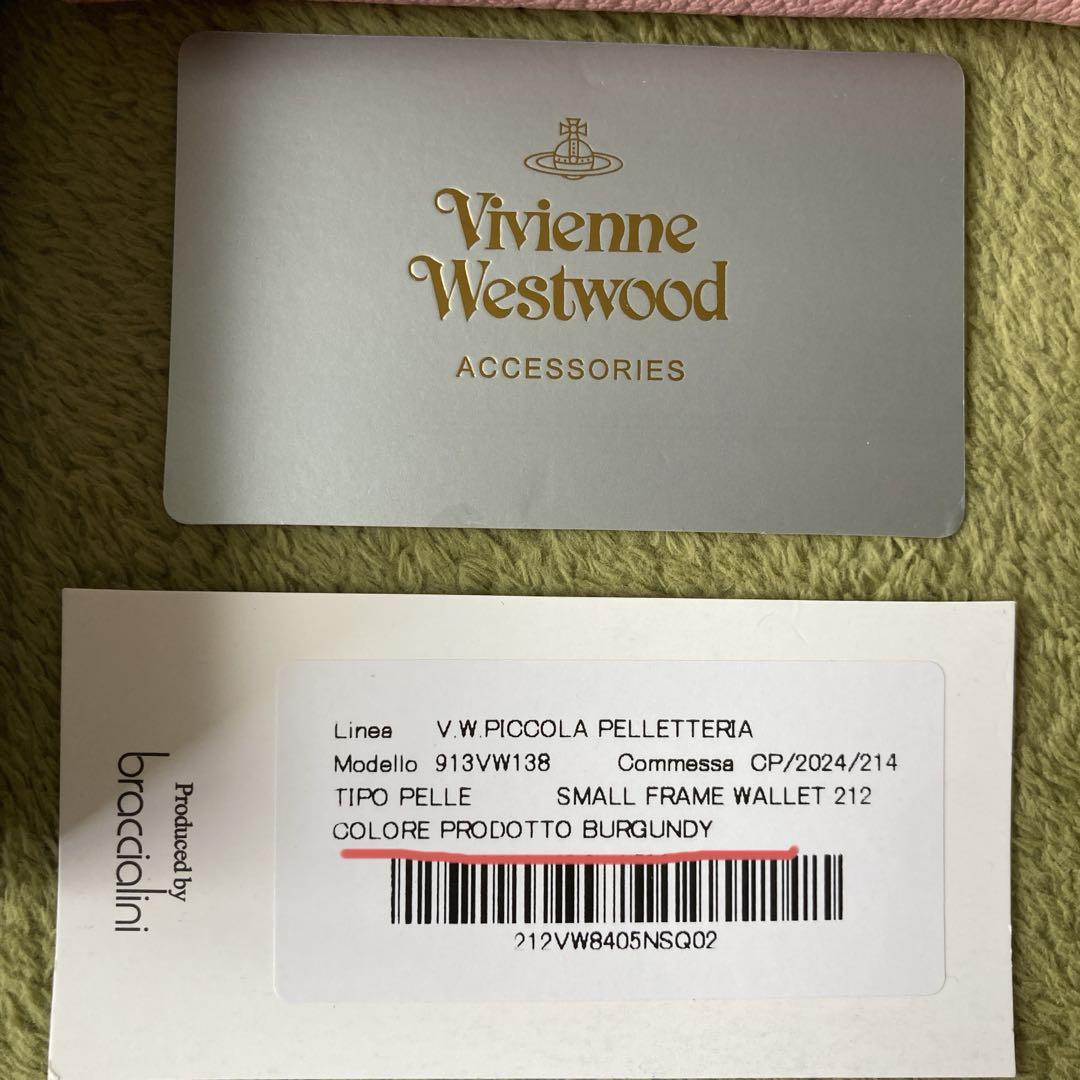 Vivienne
Westwood
ACCESSORIES
Produced by
braccialini
Linea V.W.PICCOLA PELLETTERIA
Modello 913VW138 Commessa CP/2024/214
TIPO PELLE SMALL FRAME WALLET 212
COLORE PRODOTTO BURGUNDY
212VW8405NSQ02